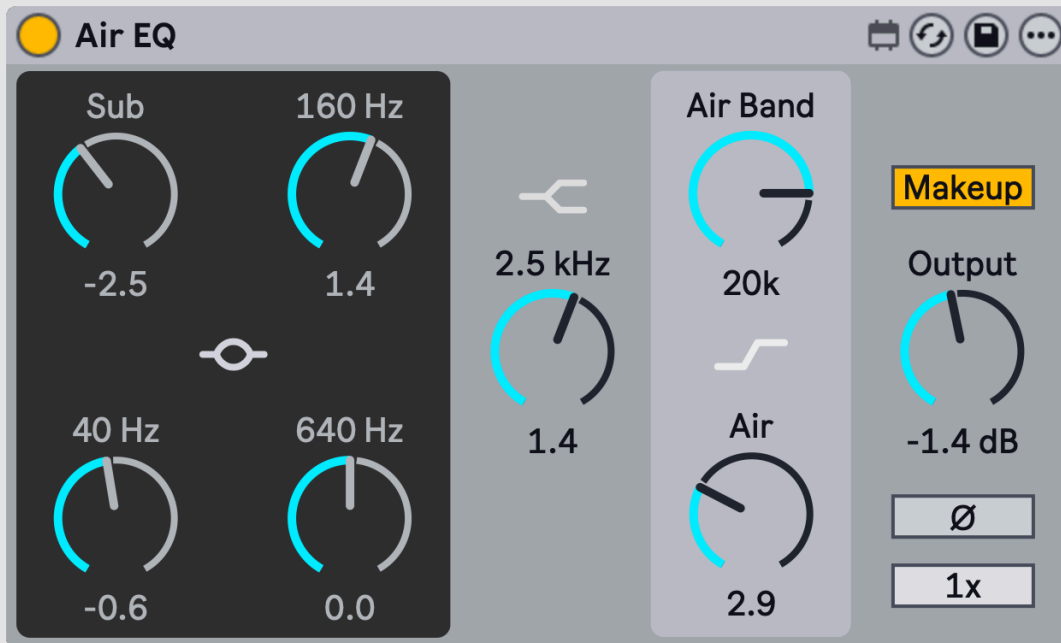 Air EQ
Sub
-2.5
160 Hz
1.4
40 Hz
-0.6
640 Hz
0.0
2.5 kHz
1.4
Air Band
20k
Air
2.9
Makeup
Output
-1.4 dB
Ø
1x